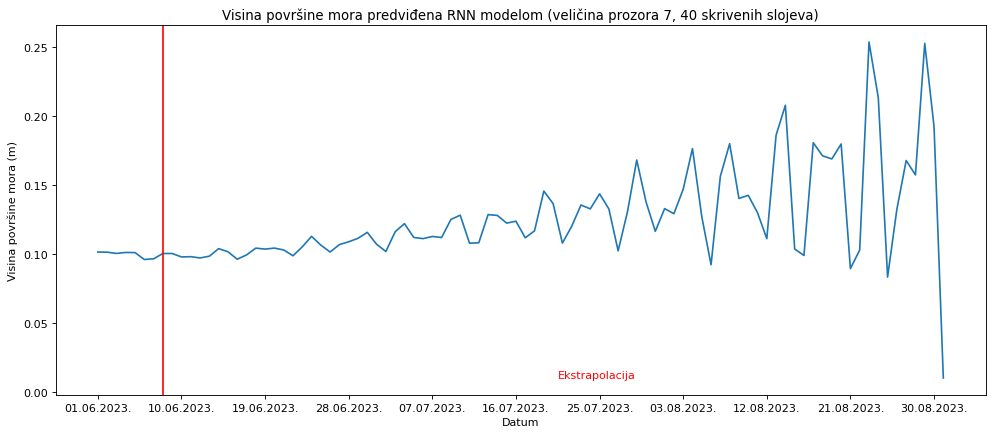 Visina površine mora predviđena RNN modelom (veličina prozora 7, 40 skrivenih slojeva)
Visina površine mora (m)
0.25
0.20
0.15
0.10
0.05
0.00
Ekstrapolacija
01.06.2023. 10.06.2023. 19.06.2023. 28.06.2023. 07.07.2023. 16.07.2023. 25.07.2023. 03.08.2023. 12.08.2023. 21.08.2023. 30.08.2023.
Datum